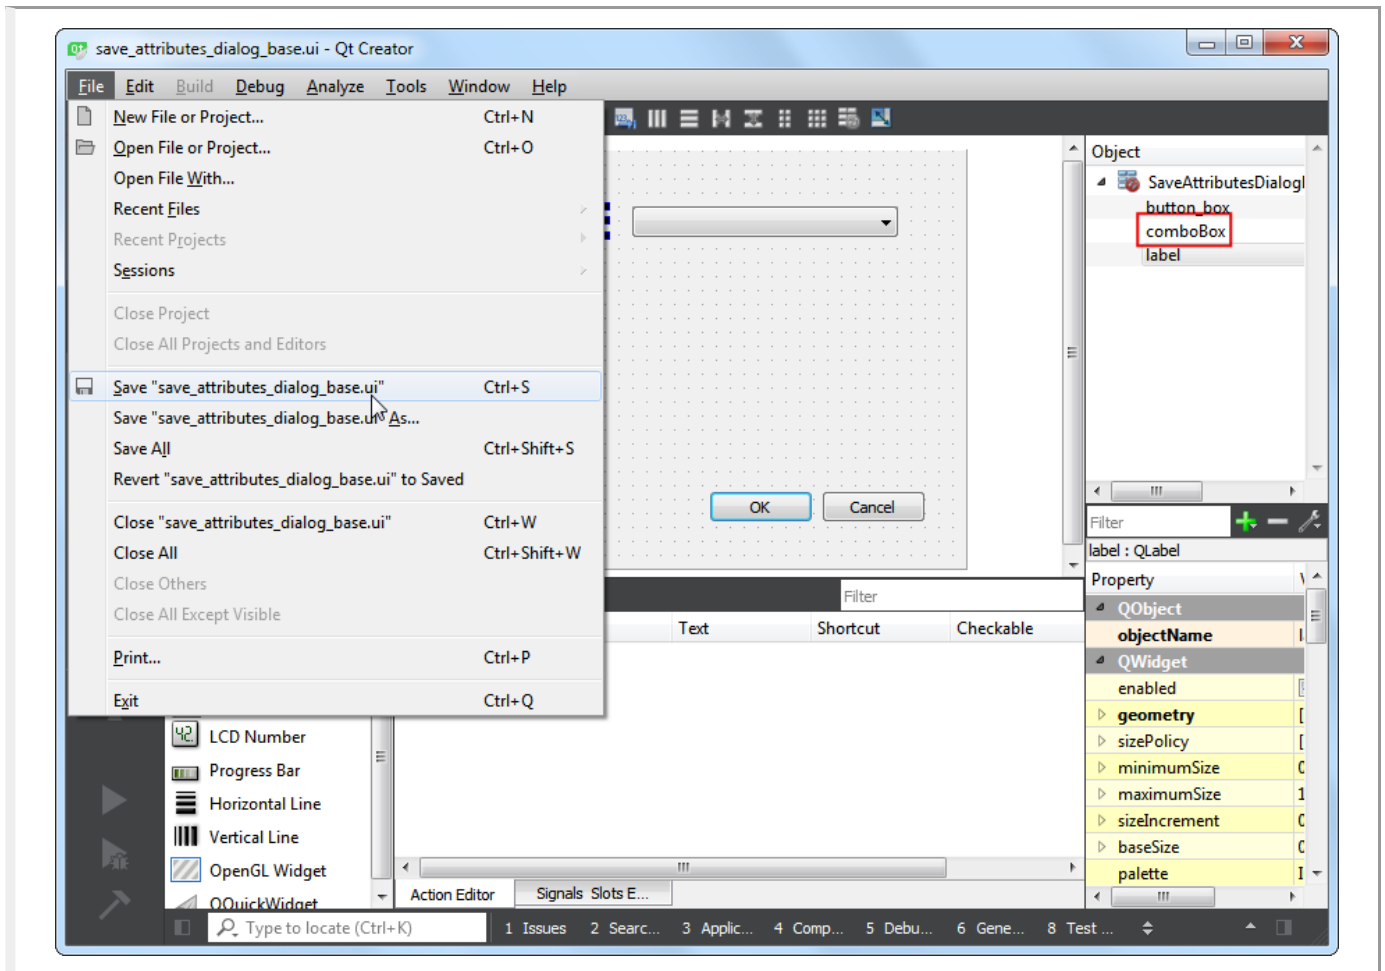 save_attributes_dialog_base.ui - Qt Creator
File Edit Build Debug Analyze Tools Window Help
New File or Project... Ctrl+N
Open File or Project... Ctrl+O
Open File With...
Recent Files
Recent Projects
Sessions
Close Project
Close All Projects and Editors
Save "save_attributes_dialog_base.ui" Ctrl+S
Save "save_attributes_dialog_base.ui" As...
Save All Ctrl+Shift+S
Revert "save_attributes_dialog_base.ui" to Saved
Close "save_attributes_dialog_base.ui" Ctrl+W
Close All Ctrl+Shift+W
Close Others
Close All Except Visible
Print... Ctrl+P
Exit Ctrl+Q
OK Cancel
Object
SaveAttributesDialog
button_box
comboBox
label
Filter
label : QLabel
Property
QObject
objectName
QWidget
enabled
geometry
sizePolicy
minimumSize
maximumSize
sizeIncrement
baseSize
palette
Filter
Text Shortcut Checkable
LCD Number
Progress Bar
Horizontal Line
Vertical Line
OpenGL Widget
QQuickWidget
Action Editor Signals Slots E...
Type to locate (Ctrl+K) 1 Issues 2 Searc... 3 Applic... 4 Comp... 5 Debu... 6 Gene... 8 Test ...